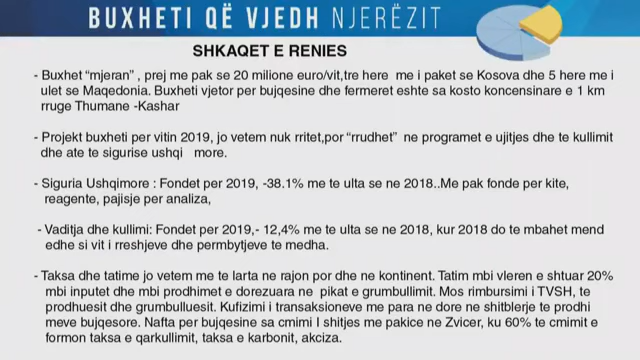 BUXHETI QË VJEDH NJERËZIT
SHKAQET E RENIES
- Buxhet “mjeran” , prej me pak se 20 milione euro/vit,tre here me i paket se Kosova dhe 5 here me i
ulet se Maqedonia. Buxheti vjetor per bujqesine dhe fermeret eshte sa kosto koncensinare e 1 km
rruge Thumane -Kashar
- Projekt buxheti per vitin 2019, jo vetem nuk rritet,por “rrudhet” ne programet e ujitjes dhe te kullimit
dhe ate te sigurise ushqi more.
- Siguria Ushqimore : Fondet per 2019, -38.1% me te ulta se ne 2018..Me pak fonde per kite,
reagente, pajisje per analiza,
- Vaditja dhe kullimi: Fondet per 2019,- 12,4% me te ulta se ne 2018, kur 2018 do te mbahet mend
edhe si vit i rreshjeve dhe permbytjeve te medha.
- Taksa dhe tatime jo vetem me te larta ne rajon por dhe ne kontinent. Tatim mbi vleren e shtuar 20%
mbi inputet dhe mbi prodhimet e dorezuara ne pikat e grumbullimit. Mos rimbursimi i TVSH, te
prodhuesit dhe grumbulluesit. Kufizimi i transaksioneve me para ne dore ne shitblerje te prodhi
meve bujqesore. Nafta per bujqesine sa cmimi I shitjes me pakice ne Zvicer, ku 60% te cmimit e
formon taksa e qarkullimit, taksa e karbonit, akciza.